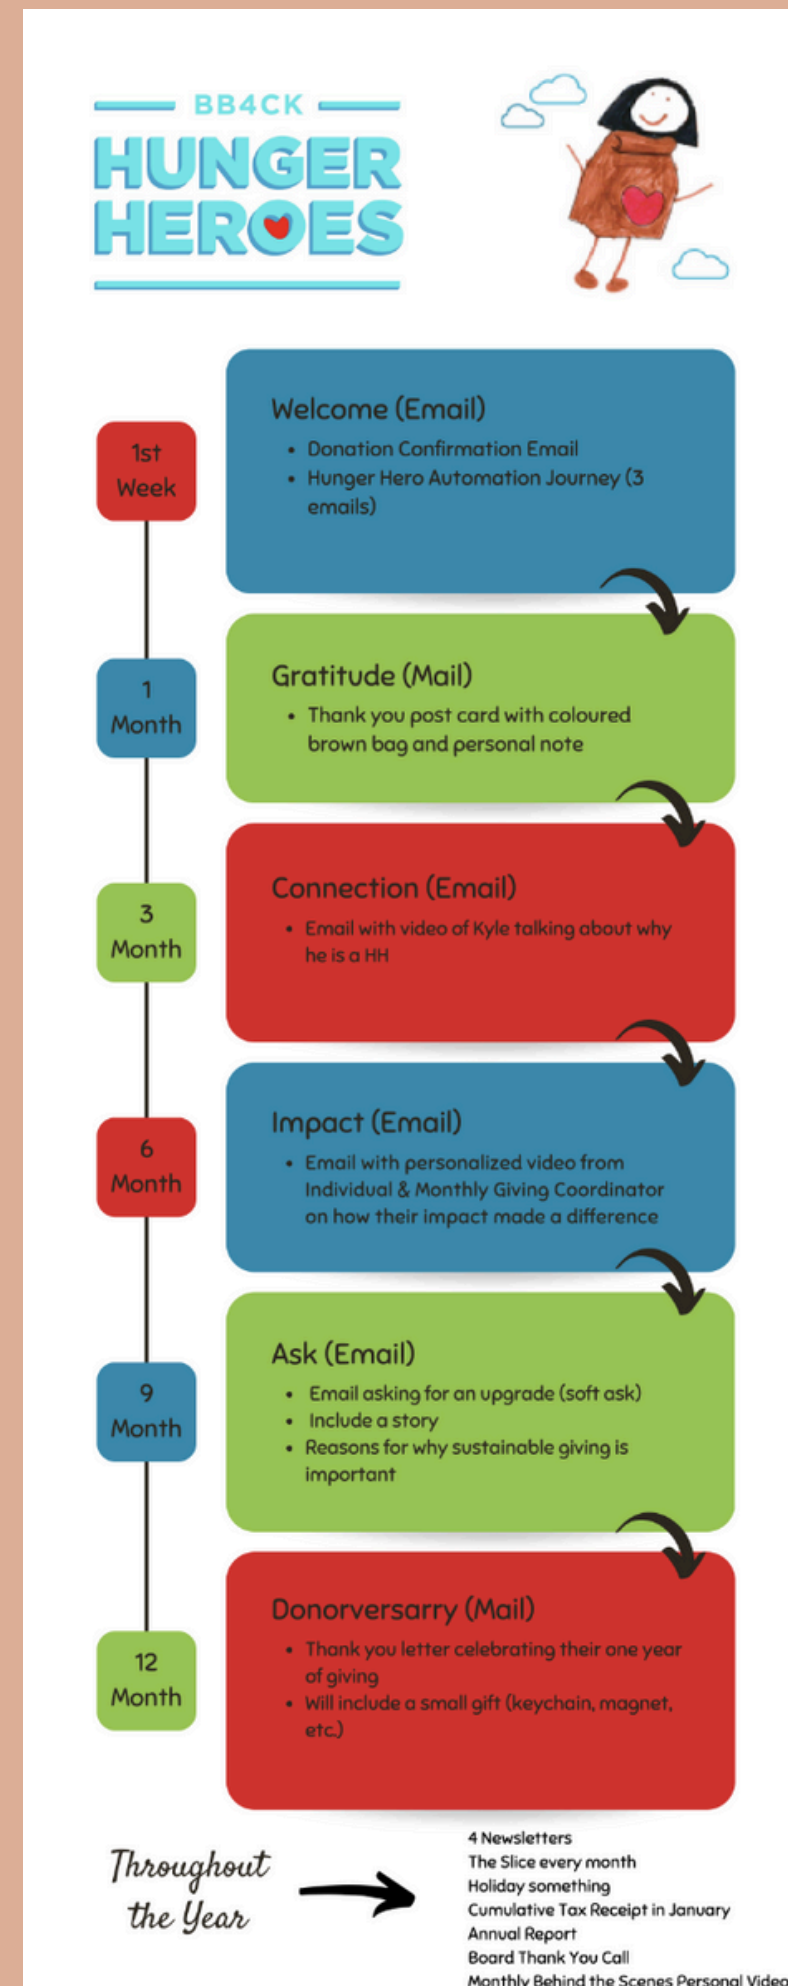 BB4CK
HUNGER
HEROES
1st
Week
Welcome (Email)
• Donation Confirmation Email
• Hunger Hero Automation Journey (3
emails)
1
Month
Gratitude (Mail)
• Thank you post card with coloured
brown bag and personal note
3
Month
Connection (Email)
• Email with video of Kyle talking about why
he is a HH
6
Month
Impact (Email)
• Email with personalized video from
Individual & Monthly Giving Coordinator
on how their impact made a difference
9
Month
Ask (Email)
• Email asking for an upgrade (soft ask)
• Include a story
• Reasons for why sustainable giving is
important
12
Month
Donorversarry (Mail)
• Thank you letter celebrating their one year
of giving
• Will include a small gift (keychain, magnet,
etc.)
Throughout
the Year
4 Newsletters
The Slice every month
Holiday something
Cumulative Tax Receipt in January
Annual Report
Board Thank You Call
Monthly Behind the Scenes Personal Video